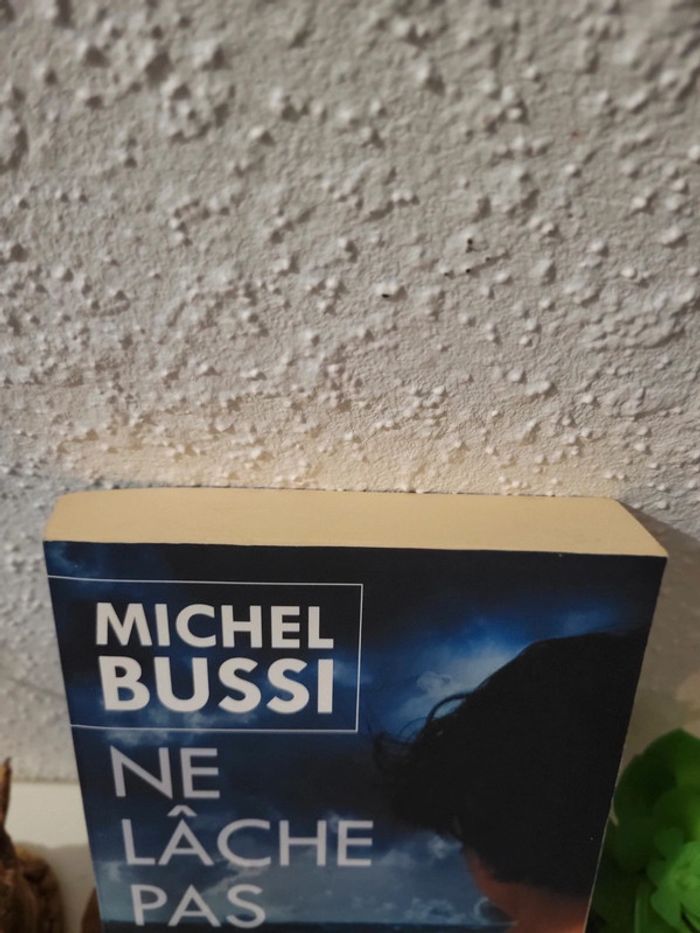 MICHEL
BUSSI
NE
LÂCHE
PAS